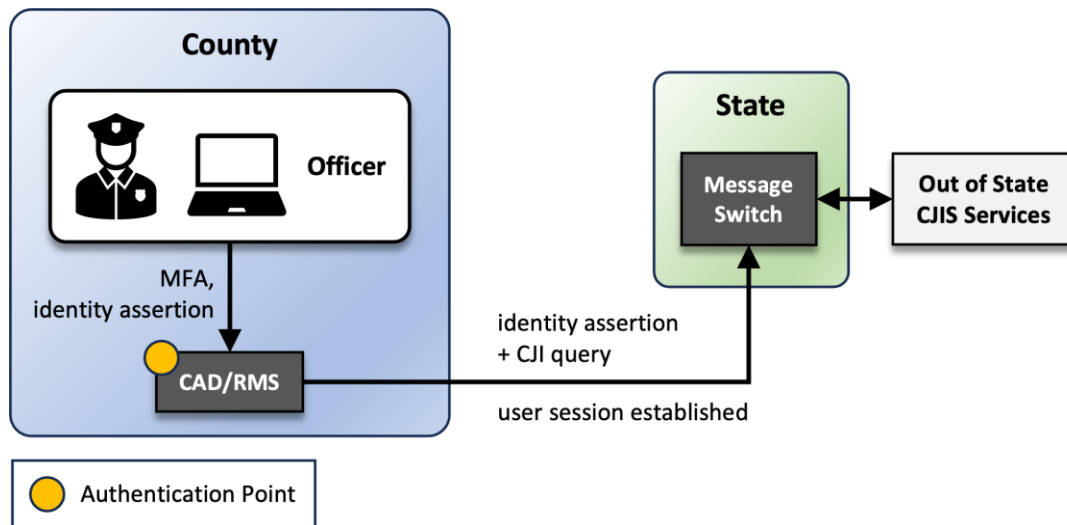 County
Officer
MFA,
identity assertion
CAD/RMS
State
Message
Switch
Out of State
CJIS Services
identity assertion
+ CJI query
user session established
Authentication Point